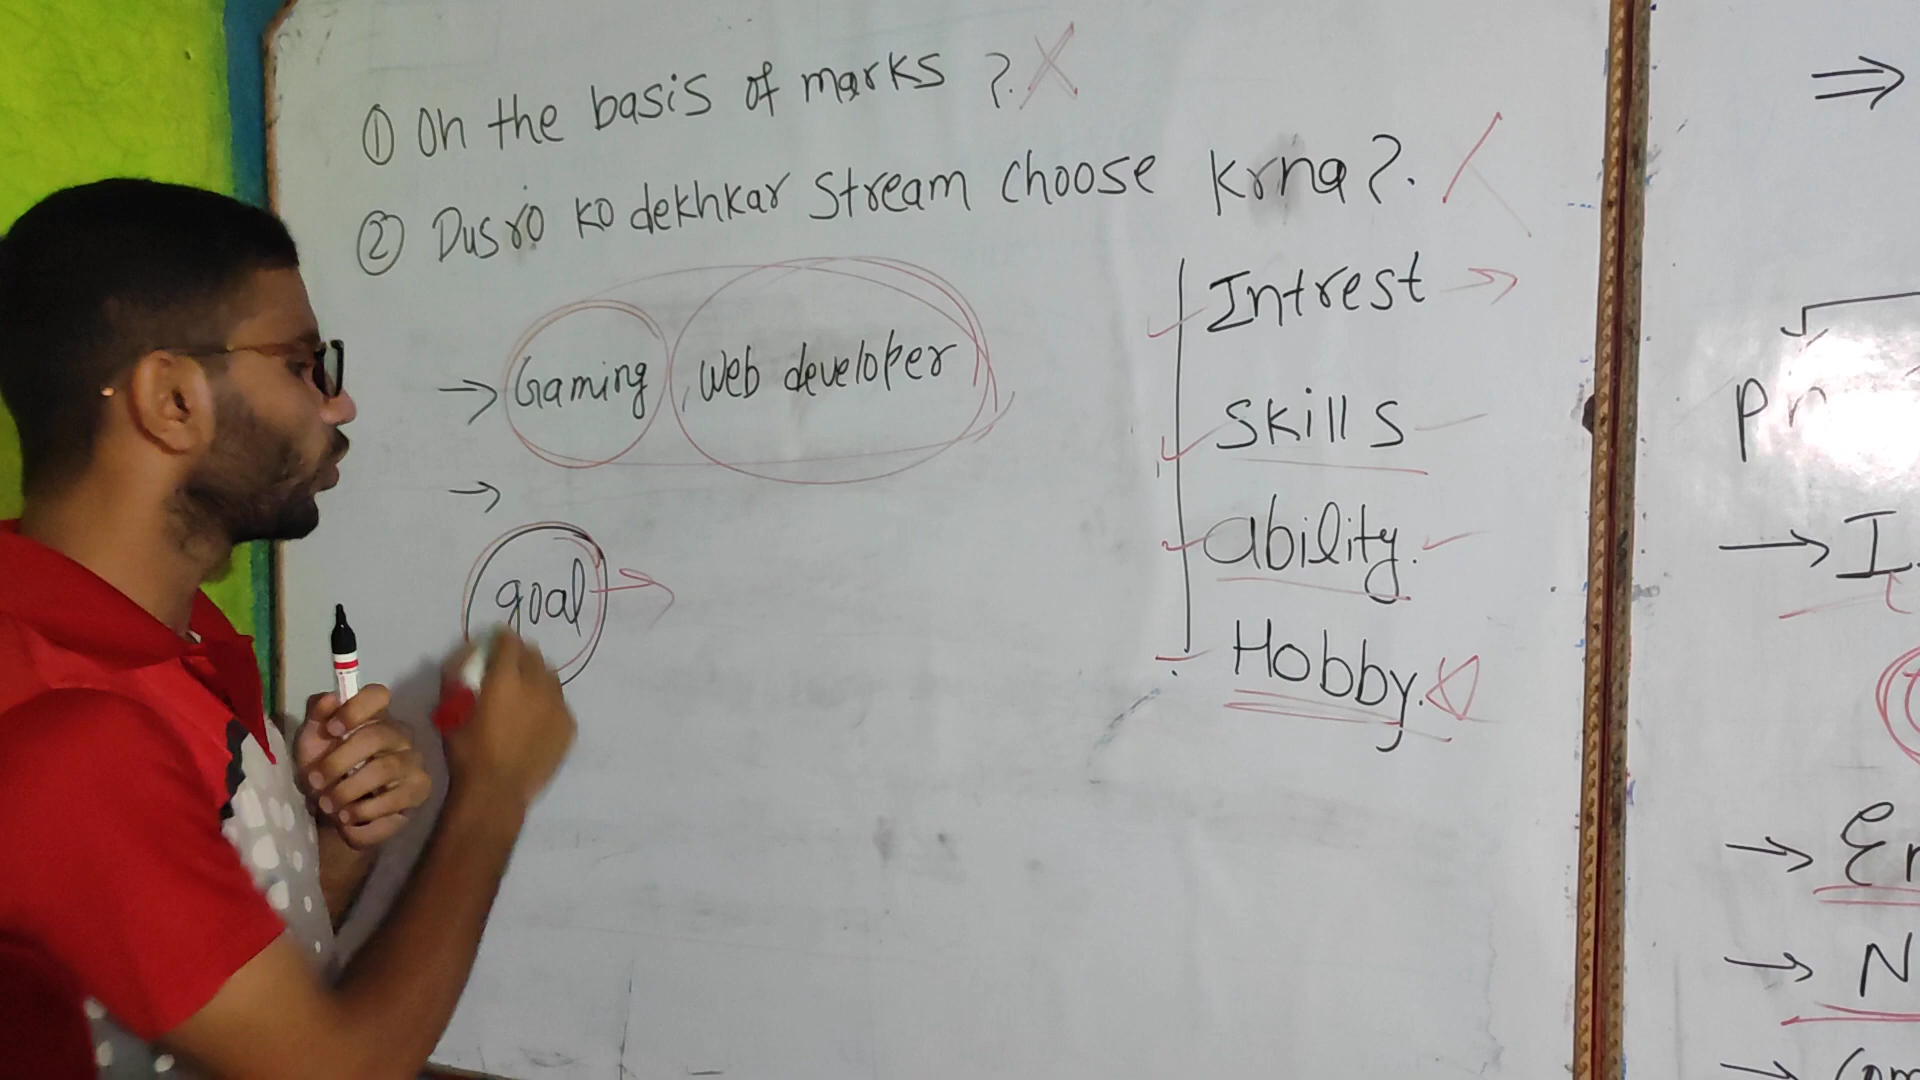 ① On the basis of marks ?
② Dusro ko dekhkar Stream choose krna ?.
→ Gaming, Web developer
→
goal →
Intrest →
Skills
ability.
Hobby.
⇒
→
→
→ N
→